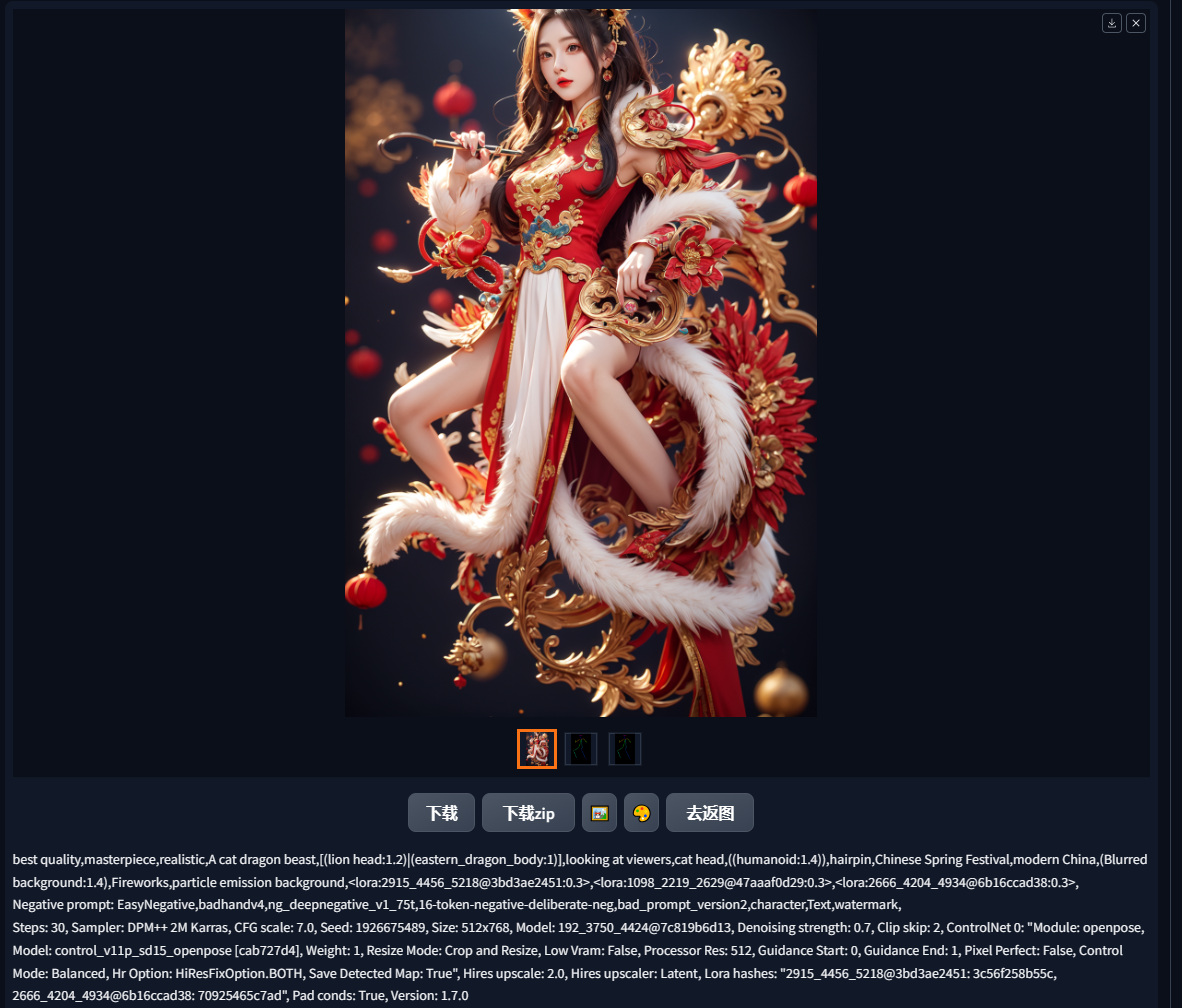 下载
下载zip
去返图
best quality,masterpiece,realistic,A cat dragon beast,[(lion head:1.2)|(eastern_dragon_body:1)],looking at viewers,cat head,((humanoid:1.4)),hairpin,Chinese Spring Festival,modern China,(Blurred
background:1.4),Fireworks,particle emission background,<lora:2915_4456_5218@3bd3ae2451:0.3>,<lora:1098_2219_2629@47aaaf0d29:0.3>,<lora:2666_4204_4934@6b16ccad38:0.3>,
Negative prompt: EasyNegative,badhandv4,ng_deepnegative_v1_75t,16-token-negative-deliberate-neg,bad_prompt_version2,character,Text,watermark,
Steps: 30, Sampler: DPM++ 2M Karras, CFG scale: 7.0, Seed: 1926675489, Size: 512x768, Model: 192_3750_4424@7c819b6d13, Denoising strength: 0.7, Clip skip: 2, ControlNet 0: "Module: openpose,
Model: control_v11p_sd15_openpose [cab727d4], Weight: 1, Resize Mode: Crop and Resize, Low Vram: False, Processor Res: 512, Guidance Start: 0, Guidance End: 1, Pixel Perfect: False, Control
Mode: Balanced, Hr Option: HiResFixOption.BOTH, Save Detected Map: True", Hires upscale: 2.0, Hires upscaler: Latent, Lora hashes: "2915_4456_5218@3bd3ae2451: 3c56f258b55c,
2666_4204_4934@6b16ccad38: 70925465c7ad", Pad conds: True, Version: 1.7.0